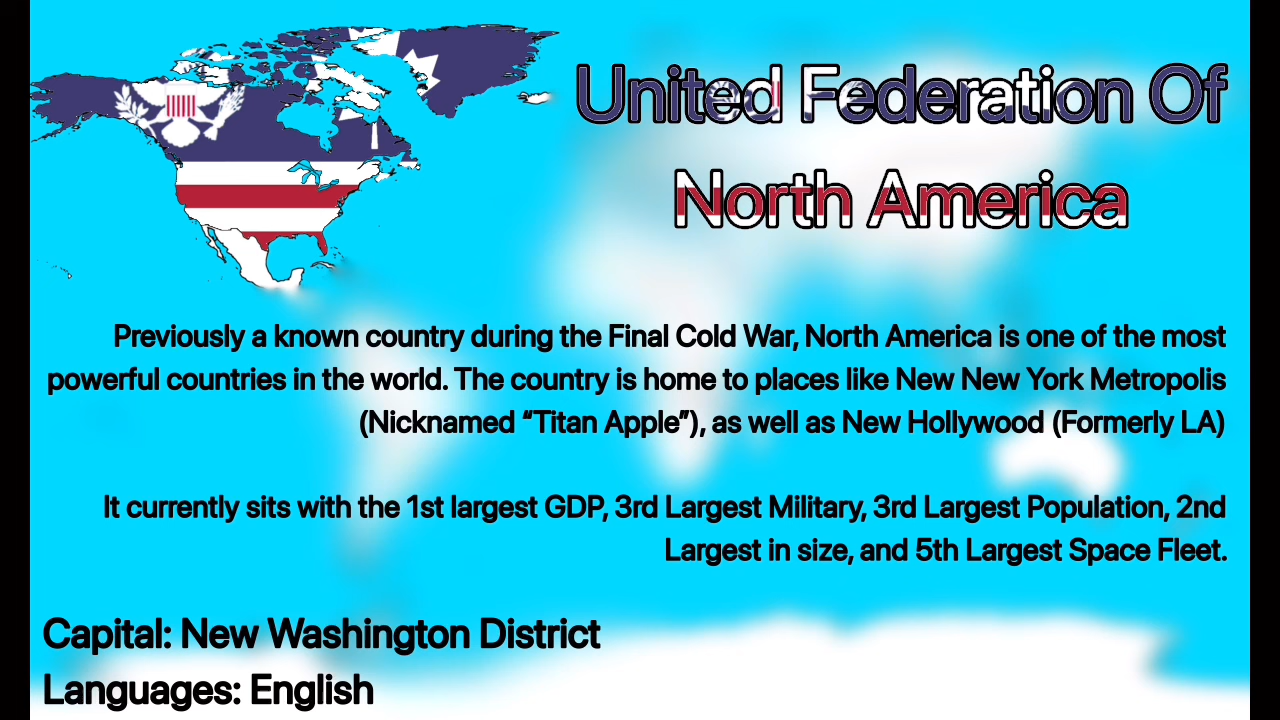 United Federation Of
North America
Previously a known country during the Final Cold War, North America is one of the most
powerful countries in the world. The country is home to places like New New York Metropolis
(Nicknamed “Titan Apple”), as well as New Hollywood (Formerly LA)
It currently sits with the 1st largest GDP, 3rd Largest Military, 3rd Largest Population, 2nd
Largest in size, and 5th Largest Space Fleet.
Capital: New Washington District
Languages: English